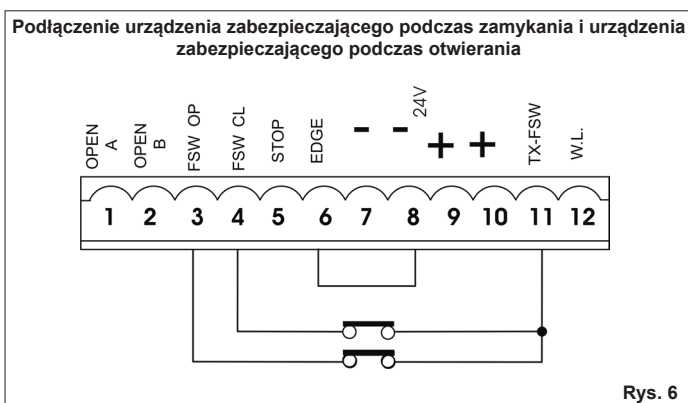 Podłączenie urządzenia zabezpieczającego podczas zamykania i urządzenia
zabezpieczającego podczas otwierania
OPEN A
OPEN B
FSW OP
FSW CL
STOP
EDGE
- - 24V
+ +
TX-FSW
W.L.
1 2 3 4 5 6 7 8 9 10 11 12
Rys. 6